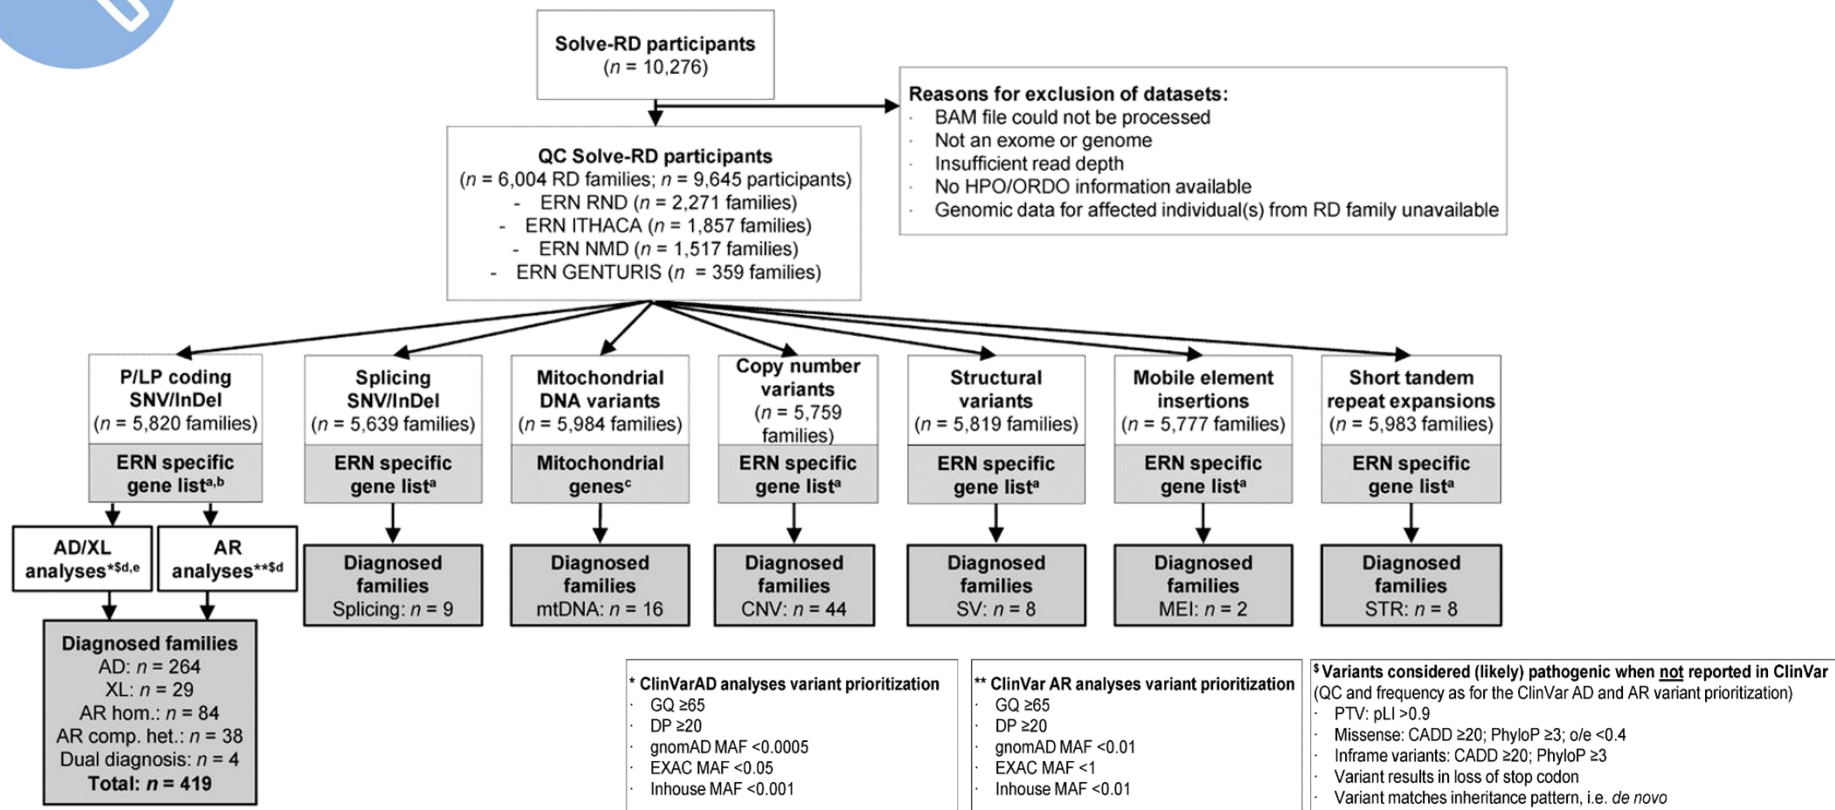 Solve-RD participants
(n = 10,276)
Reasons for exclusion of datasets:
· BAM file could not be processed
· Not an exome or genome
· Insufficient read depth
· No HPO/ORDO information available
· Genomic data for affected individual(s) from RD family unavailable
QC Solve-RD participants
(n = 6,004 RD families; n = 9,645 participants)
- ERN RND (n = 2,271 families)
- ERN ITHACA (n = 1,857 families)
- ERN NMD (n = 1,517 families)
- ERN GENTURIS (n = 359 families)
P/LP coding
SNV/InDel
(n = 5,820 families)
ERN specific
gene listᵃ,ᵇ
AD/XL
analyses*$d,e
AR
analyses**$d
Diagnosed families
AD: n = 264
XL: n = 29
AR hom.: n = 84
AR comp. het.: n = 38
Dual diagnosis: n = 4
Total: n = 419
Splicing
SNV/InDel
(n = 5,639 families)
ERN specific
gene listᵃ
Diagnosed
families
Splicing: n = 9
Mitochondrial
DNA variants
(n = 5,984 families)
Mitochondrial
genesᶜ
Diagnosed
families
mtDNA: n = 16
Copy number
variants
(n = 5,759
families)
ERN specific
gene listᵃ
Diagnosed
families
CNV: n = 44
Structural
variants
(n = 5,819 families)
ERN specific
gene listᵃ
Diagnosed
families
SV: n = 8
Mobile element
insertions
(n = 5,777 families)
ERN specific
gene listᵃ
Diagnosed
families
MEI: n = 2
Short tandem
repeat expansions
(n = 5,983 families)
ERN specific
gene listᵃ
Diagnosed
families
STR: n = 8
* ClinVarAD analyses variant prioritization
· GQ ≥65
· DP ≥20
· gnomAD MAF <0.0005
· EXAC MAF <0.05
· Inhouse MAF <0.001
** ClinVar AR analyses variant prioritization
· GQ ≥65
· DP ≥20
· gnomAD MAF <0.01
· EXAC MAF <1
· Inhouse MAF <0.01
$ Variants considered (likely) pathogenic when not reported in ClinVar
(QC and frequency as for the ClinVar AD and AR variant prioritization)
· PTV: pLI >0.9
· Missense: CADD ≥20; PhyloP ≥3; o/e <0.4
· Inframe variants: CADD ≥20; PhyloP ≥3
· Variant results in loss of stop codon
· Variant matches inheritance pattern, i.e. de novo